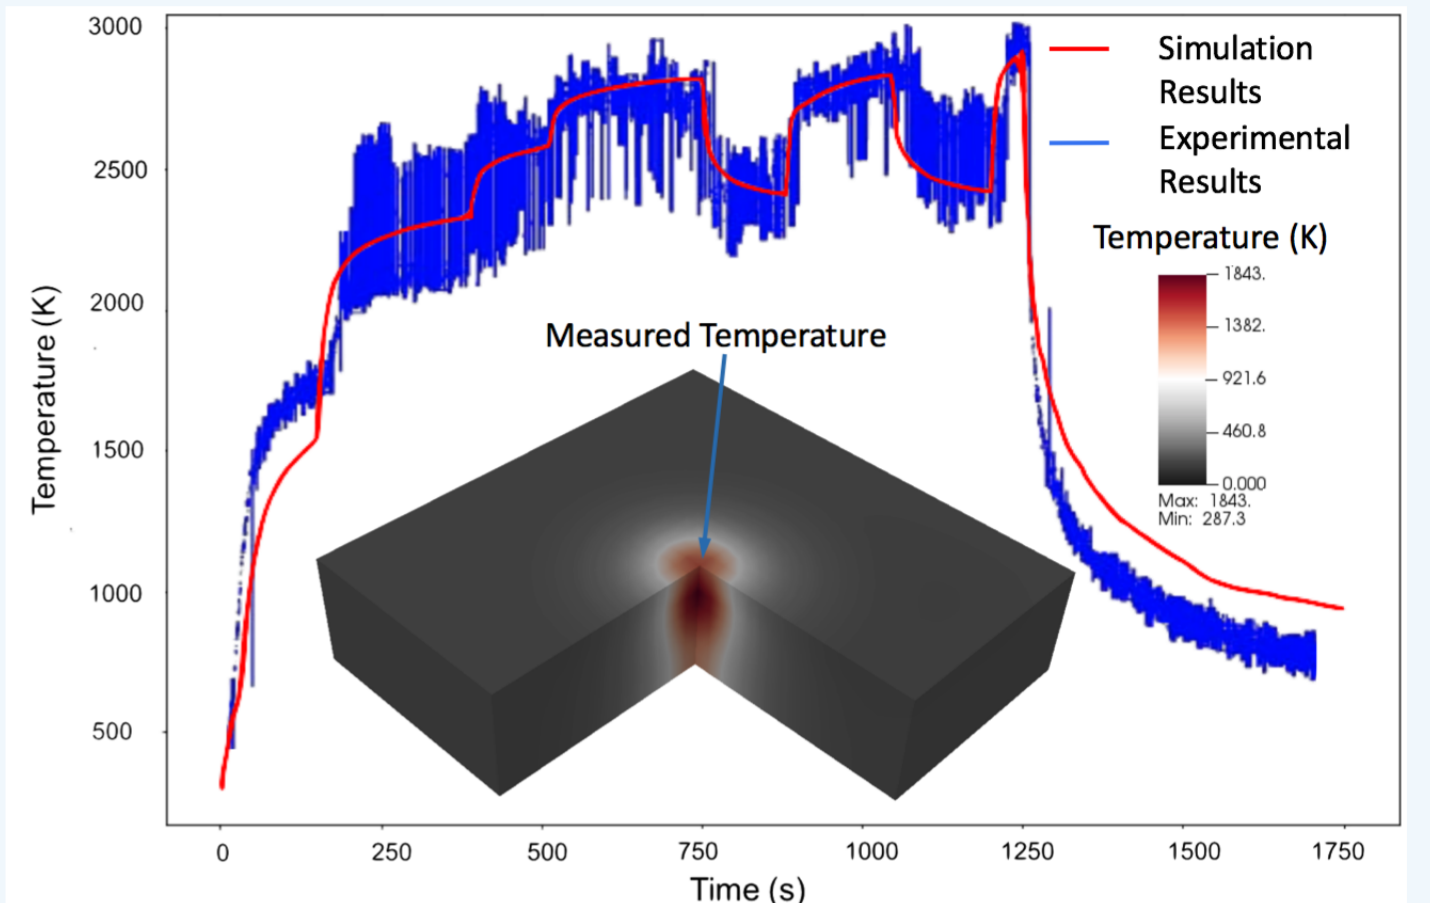 3000
2500
2000
1500
1000
500
Temperature (K)
0
250
500
750
1000
1250
1500
1750
Time (s)
Simulation
Results
Experimental
Results
Temperature (K)
1843.
1382.
921.6
460.8
0.000
Max: 1843.
Min: 287.3
Measured Temperature